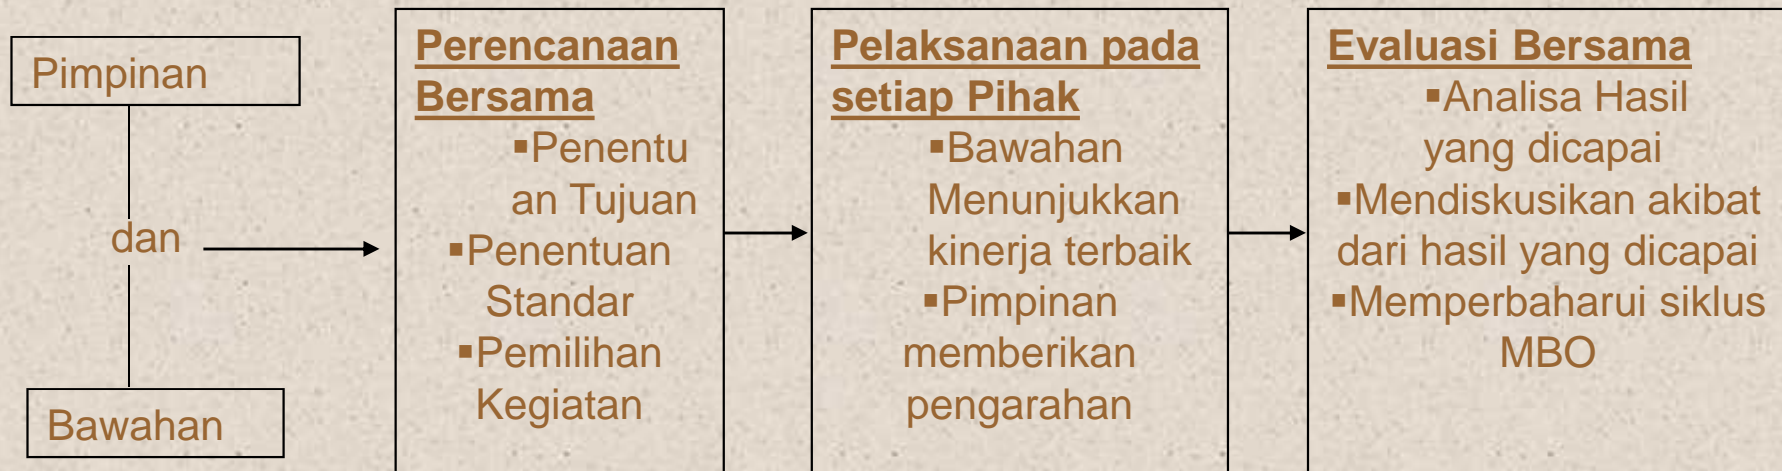 Pimpinan
dan
Bawahan
Perencanaan
Bersama
▪Penentu
an Tujuan
▪Penentuan
Standar
▪Pemilihan
Kegiatan
Pelaksanaan pada
setiap Pihak
▪Bawahan
Menunjukkan
kinerja terbaik
▪Pimpinan
memberikan
pengarahan
Evaluasi Bersama
▪Analisa Hasil
yang dicapai
▪Mendiskusikan akibat
dari hasil yang dicapai
▪Memperbaharui siklus
MBO